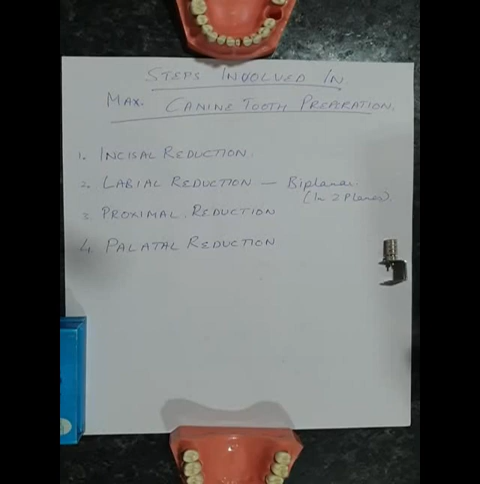 STEPS INVOLVED IN
MAX. CANINE TOOTH PREPARATION.
1. INCISAL REDUCTION.
2. LABIAL REDUCTION — Biplanar
(In 2 Planes).
3. PROXIMAL REDUCTION
4. PALATAL REDUCTION